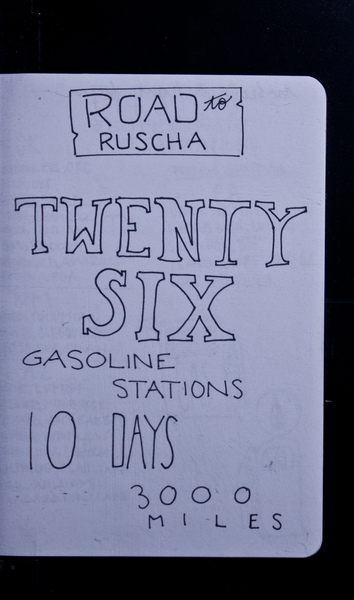 ROAD to
RUSCHA
TWENTY
SIX
GASOLINE
STATIONS
10 DAYS
3000
MILES